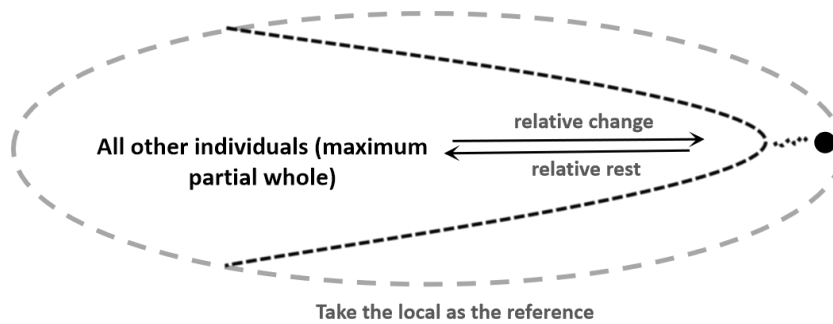 relative change
All other individuals (maximum
partial whole)
relative rest
Take the local as the reference